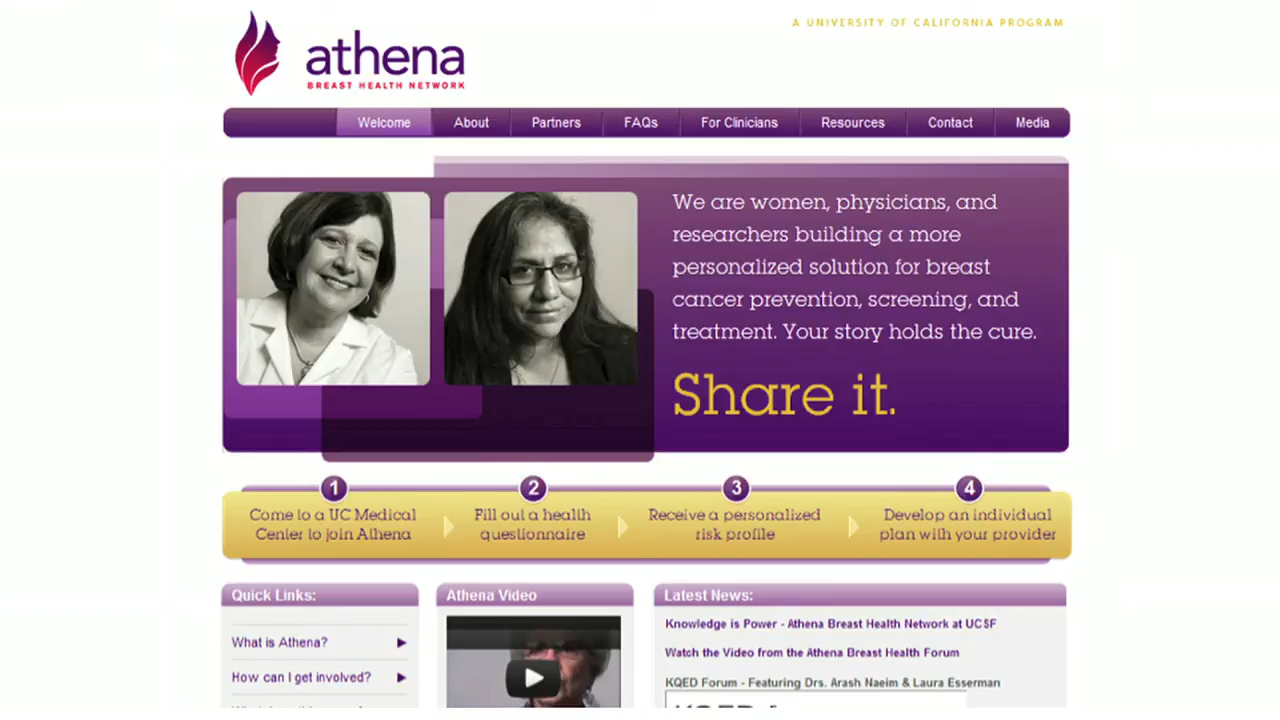 A UNIVERSITY OF CALIFORNIA PROGRAM
athena
BREAST HEALTH NETWORK
Welcome About Partners FAQs For Clinicians Resources Contact Media
We are women, physicians, and
researchers building a more
personalized solution for breast
cancer prevention, screening, and
treatment. Your story holds the cure.
Share it.
1
Come to a UC Medical
Center to join Athena
2
Fill out a health
questionnaire
3
Receive a personalized
risk profile
4
Develop an individual
plan with your provider
Quick Links:
What is Athena?
How can I get involved?
Athena Video
Latest News:
Knowledge is Power - Athena Breast Health Network at UCSF
Watch the Video from the Athena Breast Health Forum
KQED Forum - Featuring Drs. Arash Naeim & Laura Esserman